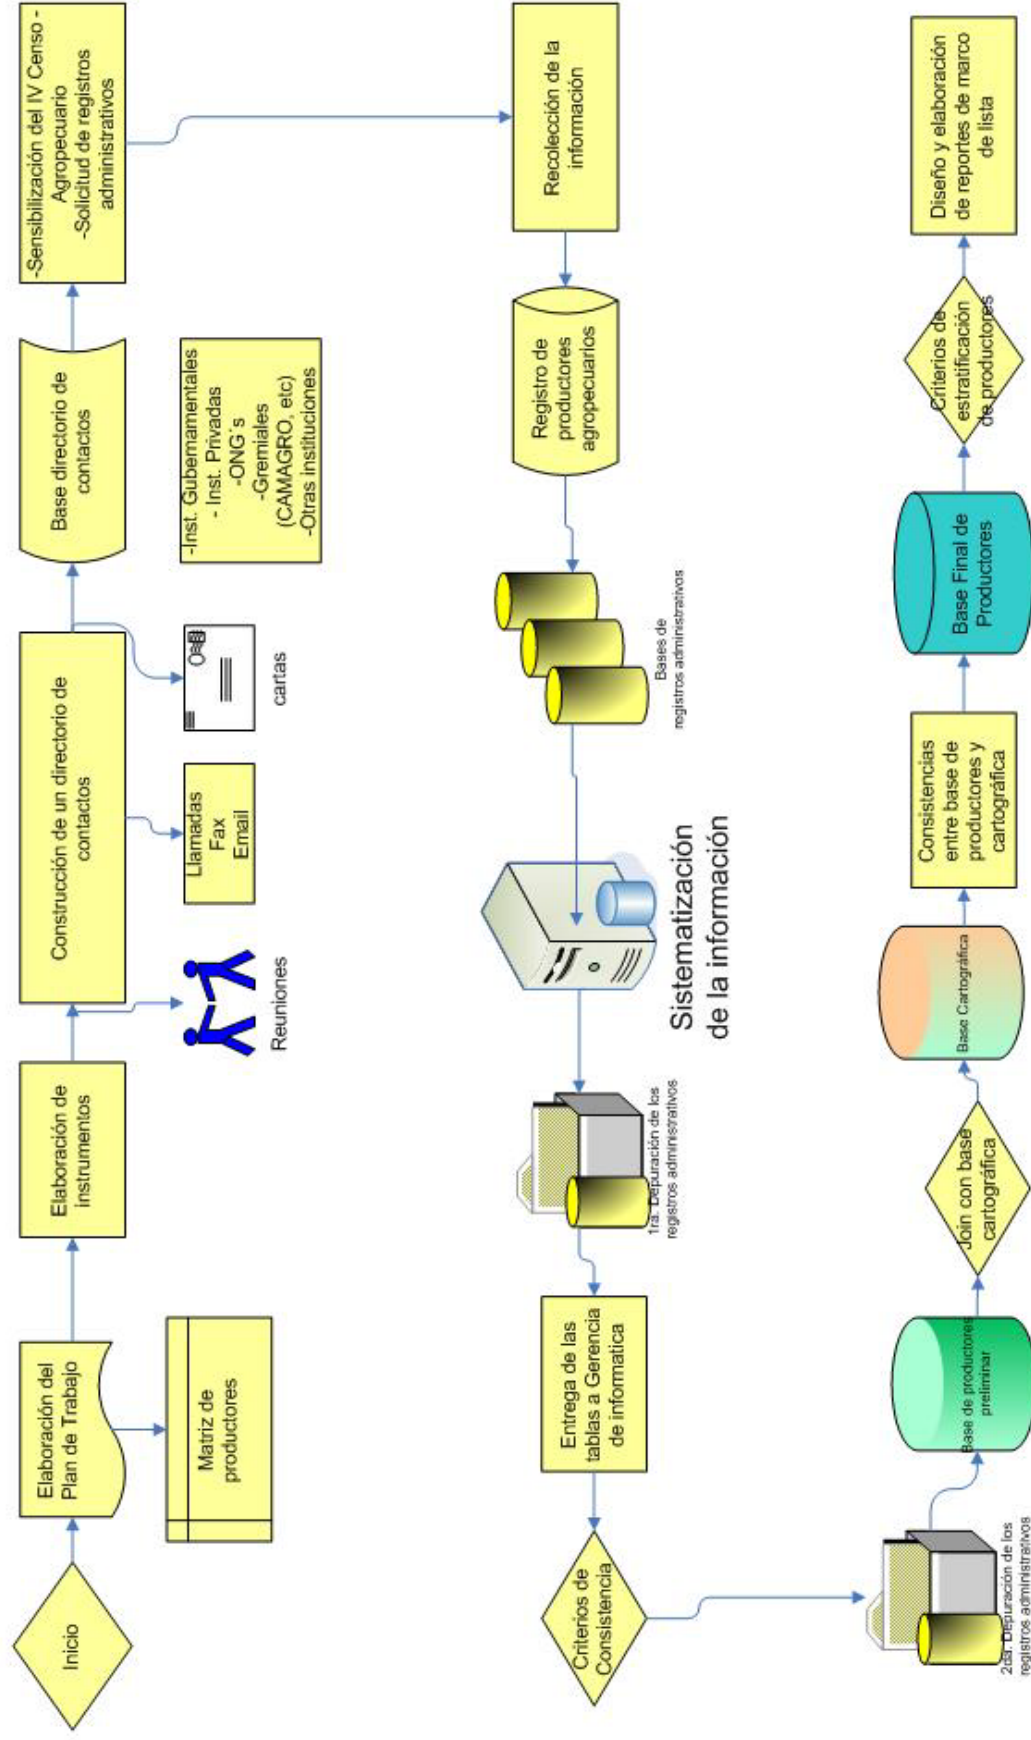 Inicio
Elaboración del
Plan de Trabajo
Matriz de
productores
Elaboración de
instrumentos
Construcción de un directorio de
contactos
Reuniones
Llamadas
Fax
Email
cartas
Base directorio de
contactos
-Inst. Gubernamentales
- Inst. Privadas
-ONG´s
-Gremiales
(CAMAGRO, etc)
-Otras instituciones
-Sensibilización del IV Censo -
Agropecuario
-Solicitud de registros
administrativos
Recolección de la
información
Registro de
productores
agropecuarios
Bases de
registros administrativos
Sistematización
de la información
1ra. Depuración de los
registros administrativos
Entrega de las
tablas a Gerencia
de informatica
Criterios de
Consistencia
2da. Depuración de los
registros administrativos
Base de productores
preliminar
Join con base
cartográfica
Base Cartográfica
Consistencias
entre base de
productores y
cartográfica
Base Final de
Productores
Criterios de
estratificación
de productores
Diseño y elaboración
de reportes de marco
de lista